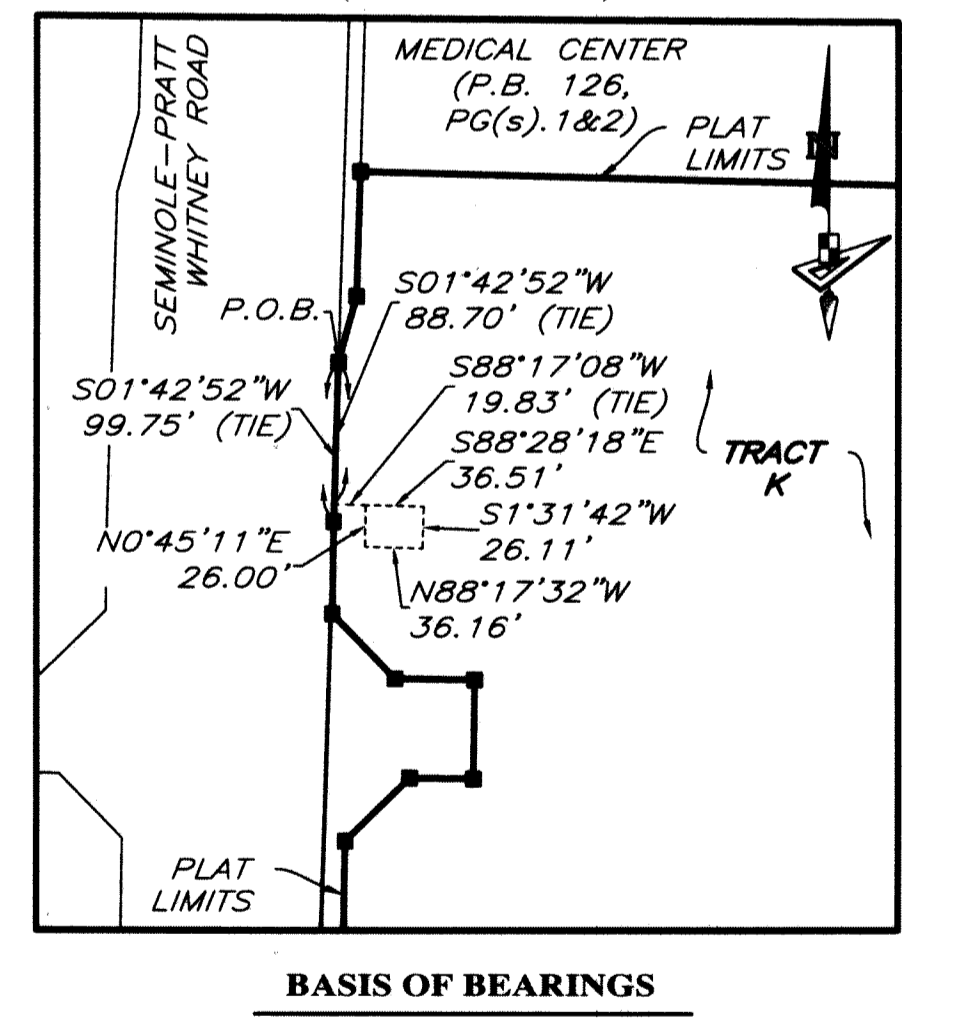 SEMINOLE-PRATT
WHITNEY ROAD
MEDICAL CENTER
(P.B. 126,
PG(s).1&2)
PLAT
LIMITS
N
P.O.B.
S01°42'52"W
88.70' (TIE)
S01°42'52"W
99.75' (TIE)
S88°17'08"W
19.83' (TIE)
S88°28'18"E
36.51'
TRACT
K
S1°31'42"W
26.11'
N0°45'11"E
26.00'
N88°17'32"W
36.16'
PLAT
LIMITS
BASIS OF BEARINGS